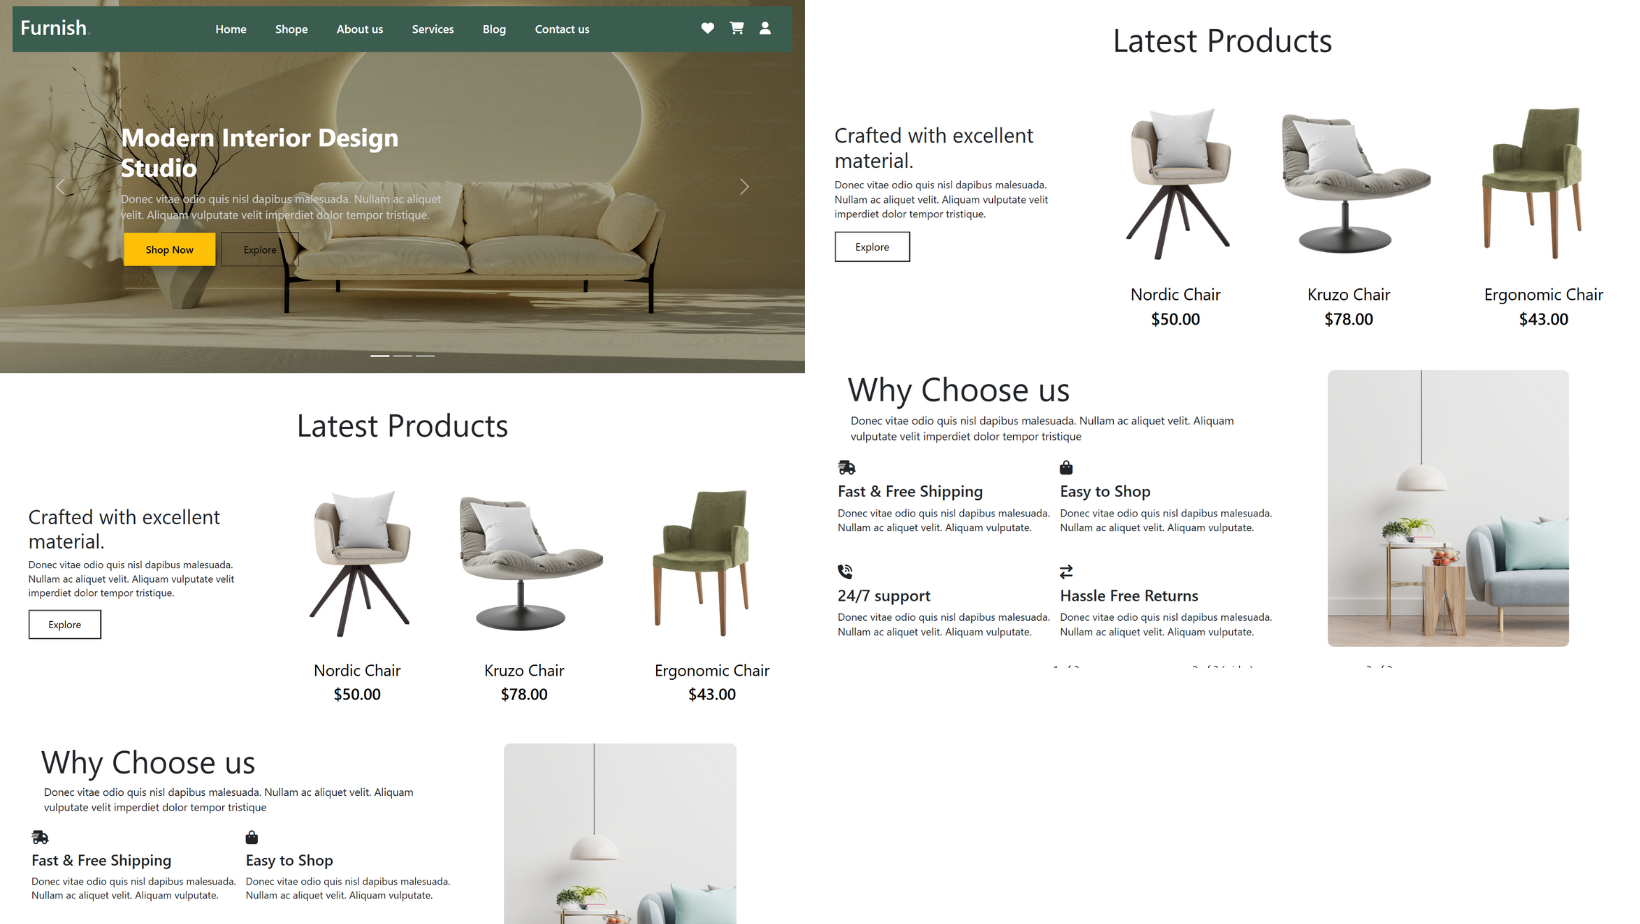 Furnish.
Home Shope About us Services Blog Contact us
Modern Interior Design
Studio
Donec vitae odio quis nisl dapibus malesuada. Nullam ac aliquet
velit. Aliquam vulputate velit imperdiet dolor tempor tristique.
Shop Now Explore
Latest Products
Crafted with excellent
material.
Donec vitae odio quis nisl dapibus malesuada.
Nullam ac aliquet velit. Aliquam vulputate velit
imperdiet dolor tempor tristique.
Explore
Nordic Chair
$50.00
Kruzo Chair
$78.00
Ergonomic Chair
$43.00
Why Choose us
Donec vitae odio quis nisl dapibus malesuada. Nullam ac aliquet velit. Aliquam
vulputate velit imperdiet dolor tempor tristique
Fast & Free Shipping
Donec vitae odio quis nisl dapibus malesuada.
Nullam ac aliquet velit. Aliquam vulputate.
Easy to Shop
Donec vitae odio quis nisl dapibus malesuada.
Nullam ac aliquet velit. Aliquam vulputate.
Latest Products
Crafted with excellent
material.
Donec vitae odio quis nisl dapibus malesuada.
Nullam ac aliquet velit. Aliquam vulputate velit
imperdiet dolor tempor tristique.
Explore
Nordic Chair
$50.00
Kruzo Chair
$78.00
Ergonomic Chair
$43.00
Why Choose us
Donec vitae odio quis nisl dapibus malesuada. Nullam ac aliquet velit. Aliquam
vulputate velit imperdiet dolor tempor tristique
Fast & Free Shipping
Donec vitae odio quis nisl dapibus malesuada.
Nullam ac aliquet velit. Aliquam vulputate.
Easy to Shop
Donec vitae odio quis nisl dapibus malesuada.
Nullam ac aliquet velit. Aliquam vulputate.
24/7 support
Donec vitae odio quis nisl dapibus malesuada.
Nullam ac aliquet velit. Aliquam vulputate.
Hassle Free Returns
Donec vitae odio quis nisl dapibus malesuada.
Nullam ac aliquet velit. Aliquam vulputate.